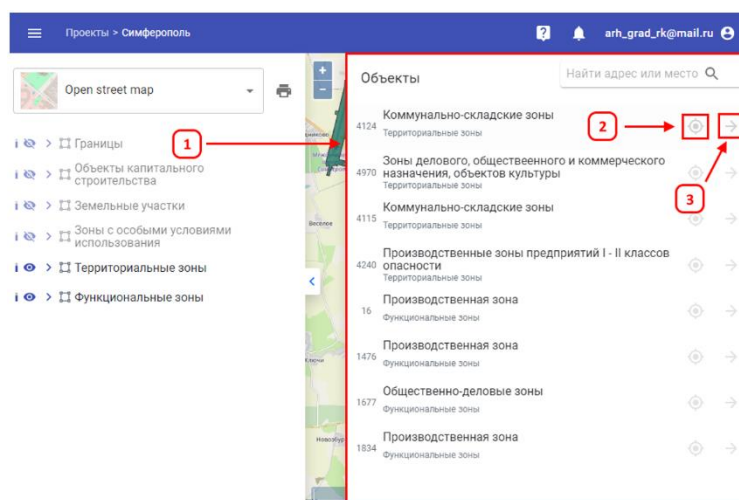 Проекты > Симферополь
arh_grad_rk@mail.ru
Open street map
Границы
Объекты капитального
строительства
Земельные участки
Зоны с особыми условиями
использования
Территориальные зоны
Функциональные зоны
1
Веселое
Объекты
Найти адрес или место
4124
Коммунально-складские зоны
Территориальные зоны
2
3
4970
Зоны делового, общественного и коммерческого
назначения, объектов культуры
Территориальные зоны
4115
Коммунально-складские зоны
Территориальные зоны
4240
Производственные зоны предприятий I - II классов
опасности
Территориальные зоны
16
Производственная зона
Функциональные зоны
1476
Производственная зона
Функциональные зоны
1677
Общественно-деловые зоны
Функциональные зоны
1834
Производственная зона
Функциональные зоны